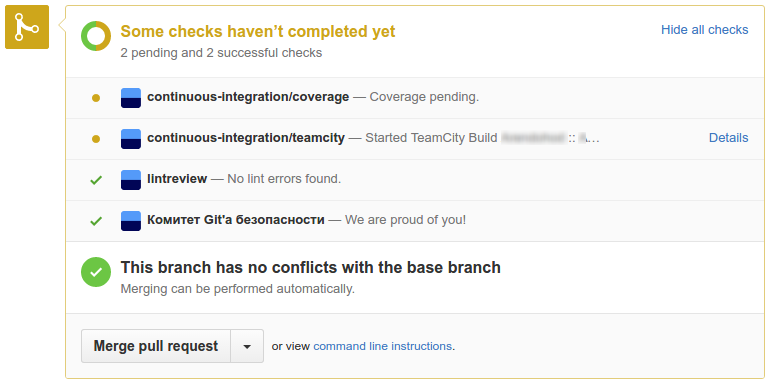 Some checks haven’t completed yet
Hide all checks
2 pending and 2 successful checks
continuous-integration/coverage — Coverage pending.
continuous-integration/teamcity — Started TeamCity Build :: …
Details
lintreview — No lint errors found.
Комитет Git'а безопасности — We are proud of you!
This branch has no conflicts with the base branch
Merging can be performed automatically.
Merge pull request
or view command line instructions.